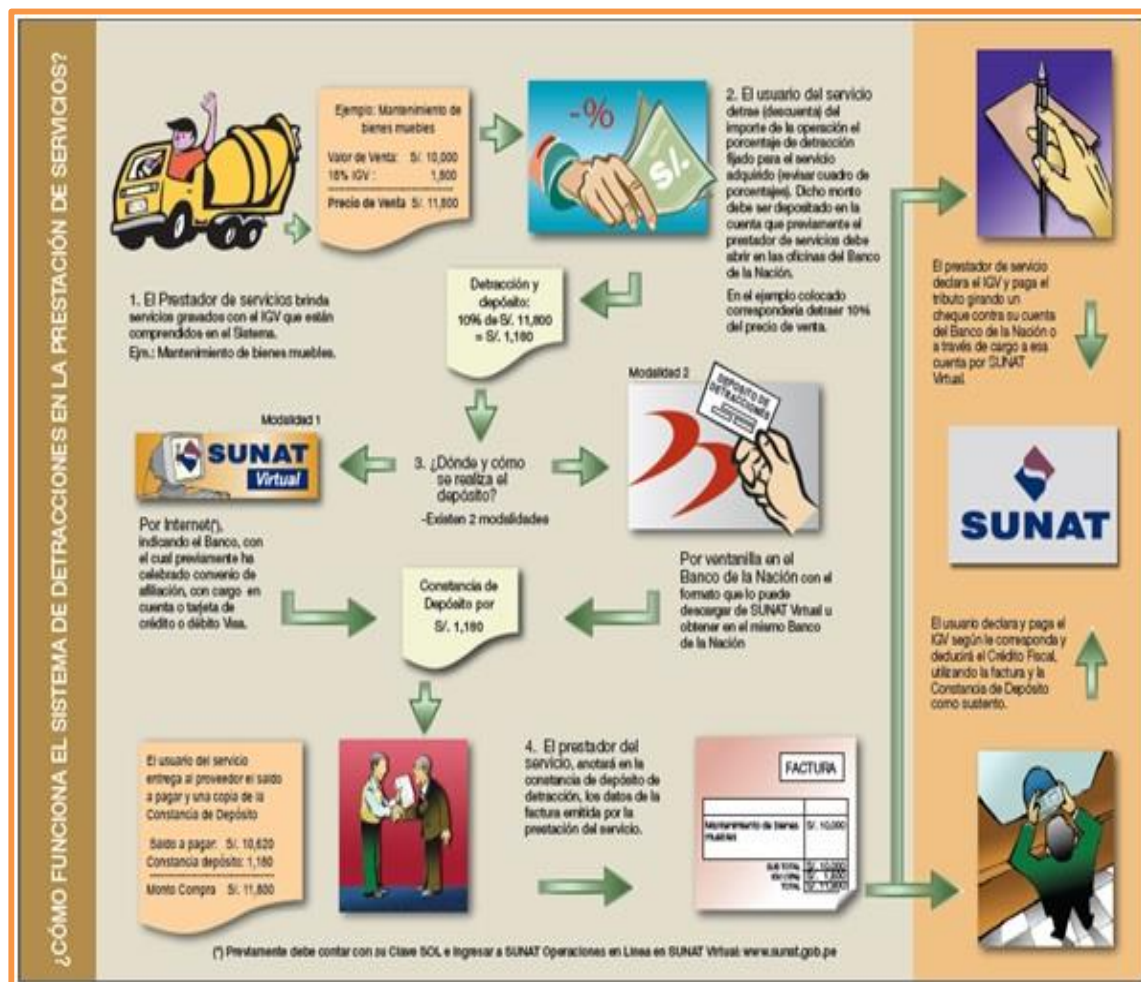 ¿CÓMO FUNCIONA EL SISTEMA DE DETRACCIONES EN LA PRESTACIÓN DE SERVICIOS?
Ejemplo: Mantenimiento de
bienes muebles
Valor de Venta: S/. 10,000
18% IGV : 1,800
Precio de Venta S/. 11,800
1. El Prestador de servicios brinda
servicios gravados con el IGV que están
comprendidos en el Sistema.
Ejm.: Mantenimiento de bienes muebles.
-%
S/.
2. El usuario del servicio
detrae (descuenta) del
importe de la operación el
porcentaje de detracción
fijado para el servicio
adquirido (revisar cuadro de
porcentajes). Dicho monto
debe ser depositado en la
cuenta que previamente el
prestador de servicios debe
abrir en las oficinas del Banco
de la Nación.
En el ejemplo colocado
correspondería detraer 10%
del precio de venta.
Detracción y
depósito:
10% de S/. 11,800
= S/. 1,180
3. ¿Dónde y cómo
se realiza el
depósito?
-Existen 2 modalidades
Modalidad 1
SUNAT
Virtual
Por Internet(*),
indicando el Banco, con
el cual previamente ha
celebrado convenio de
afiliación, con cargo en
cuenta o tarjeta de
crédito o débito Visa.
Modalidad 2
DEPOSITO DE
DETRACCIONES
Por ventanilla en el
Banco de la Nación con el
formato que lo puede
descargar de SUNAT Virtual u
obtener en el mismo Banco
de la Nación
Constancia de
Depósito por
S/. 1,180
El usuario del servicio
entrega al proveedor el saldo
a pagar y una copia de la
Constancia de Depósito
Saldo a pagar: S/. 10,620
Constancia depósito: 1,180
Monto Compra S/. 11,800
4. El prestador del
servicio, anotará en la
constancia de depósito de
detracción, los datos de la
factura emitida por la
prestación del servicio.
FACTURA
Mantenimiento de bienes
muebles
S/. 10,000
SUB TOTAL S/. 10,000
IGV (18%) S/. 1,800
TOTAL S/. 11,800
El prestador de servicio
declara el IGV y paga el
tributo girando un
cheque contra su cuenta
del Banco de la Nación o
a través de cargo a esa
cuenta por SUNAT
Virtual.
SUNAT
El usuario declara y paga el
IGV según le corresponda y
deducirá el Crédito Fiscal,
utilizando la factura y la
Constancia de Depósito
como sustento.
(*) Previamente debe contar con su Clave SOL e Ingresar a SUNAT Operaciones en Línea en SUNAT Virtual: www.sunat.gob.pe